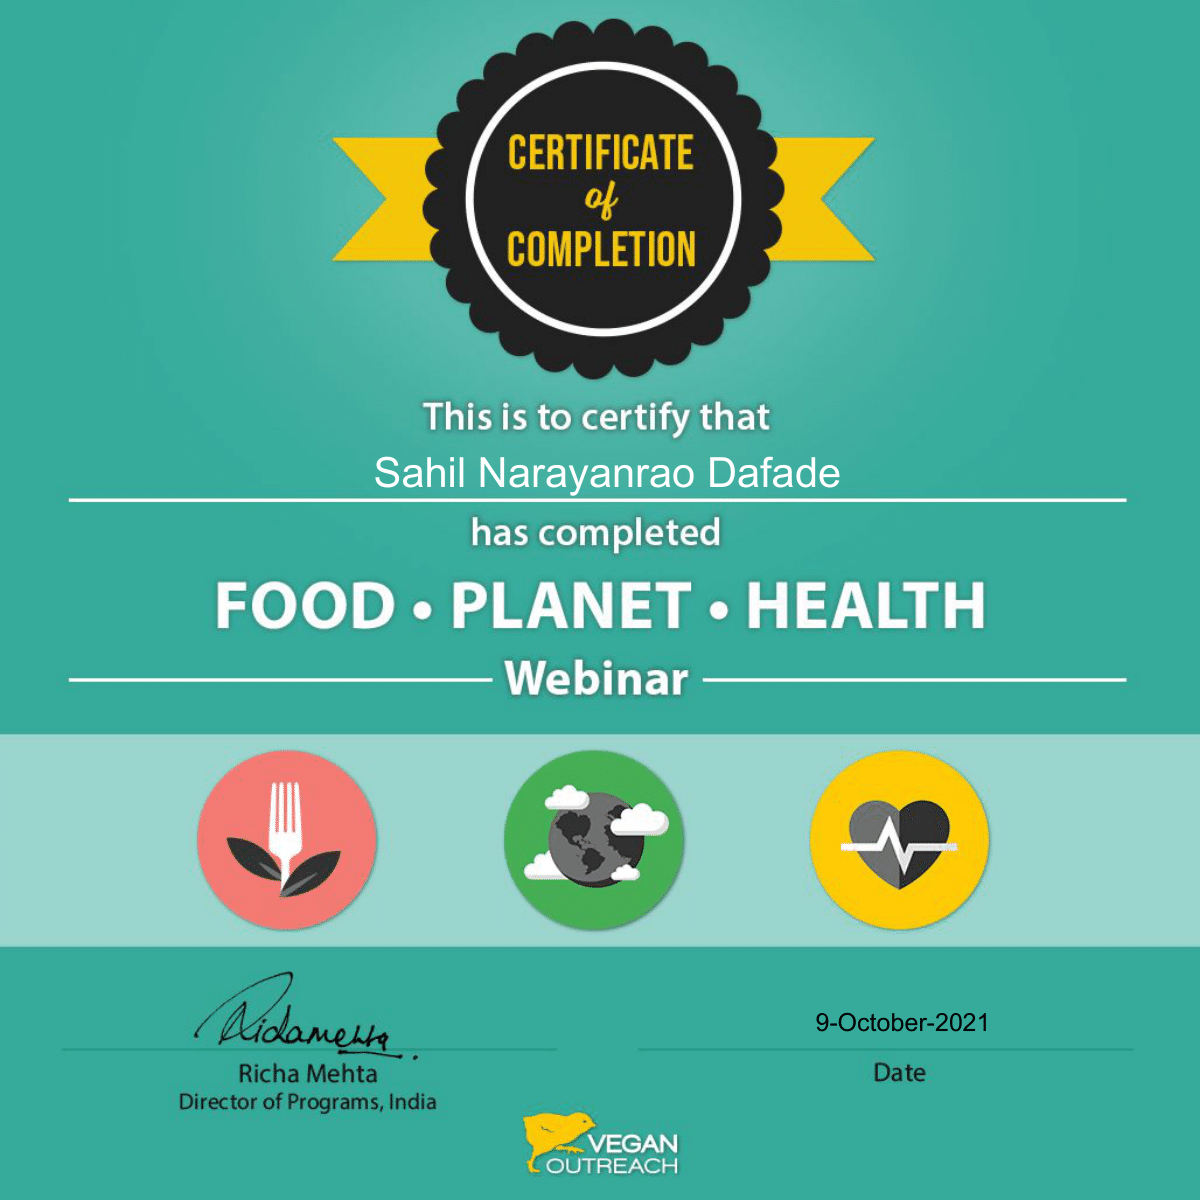 CERTIFICATE
of
COMPLETION
This is to certify that
Sahil Narayanrao Dafade
has completed
FOOD • PLANET • HEALTH
Webinar
Richa Mehta
Director of Programs, India
9-October-2021
Date
VEGAN
OUTREACH